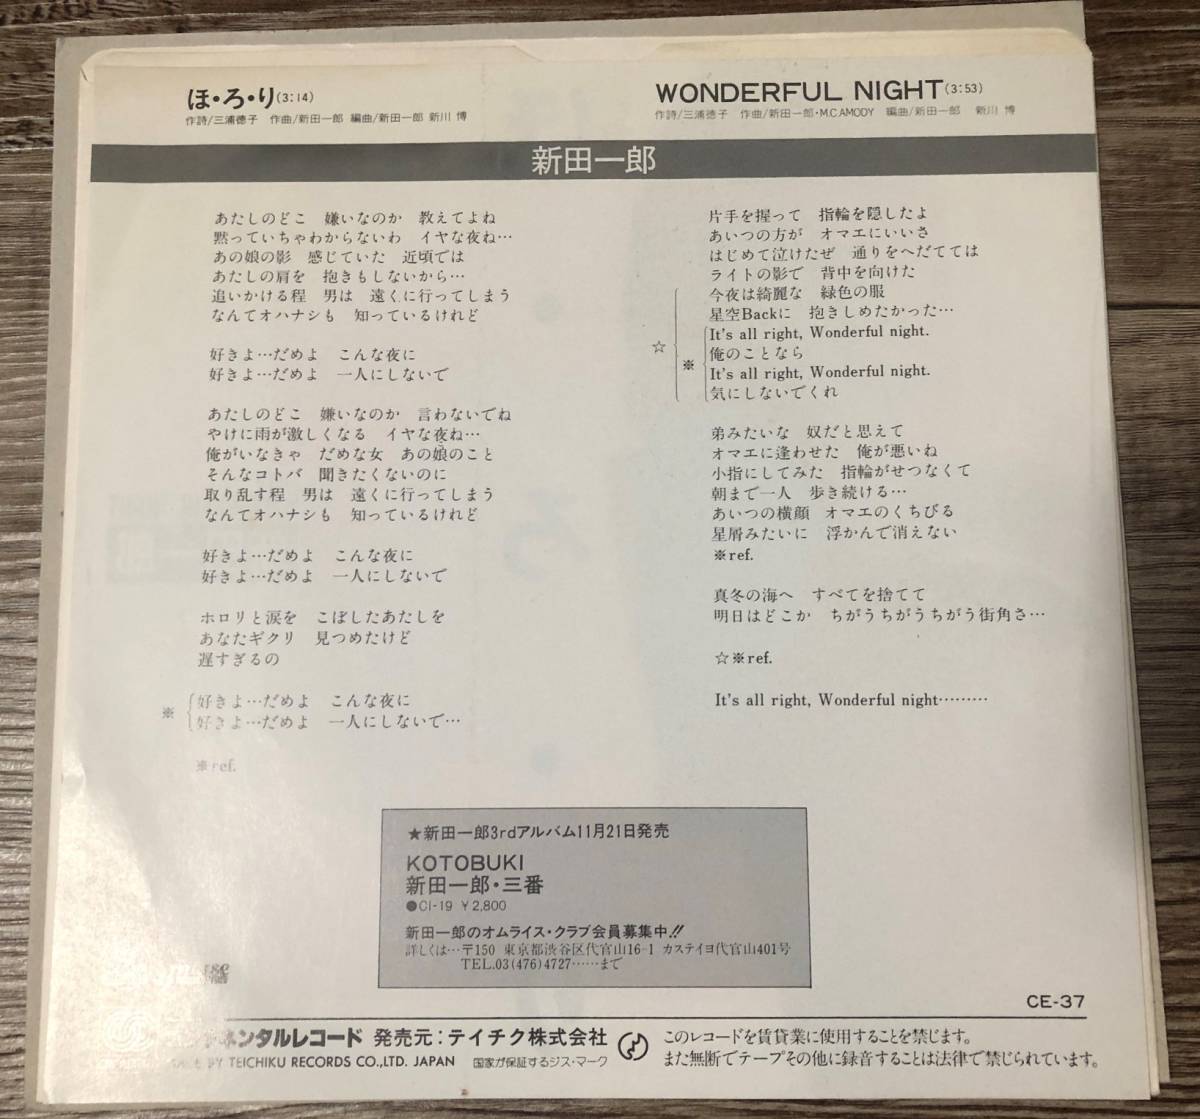 ほ・ろ・り(3:14)
作詩/三浦徳子 作曲/新田一郎 編曲/新田一郎 新川 博
WONDERFUL NIGHT(3:53)
作詩/三浦徳子 作曲/新田一郎・M.C.AMODY 編曲/新田一郎 新川 博
新田一郎
あたしのどこ 嫌いなのか 教えてよね
黙っていちゃわからないわ イヤな夜ね…
あの娘の影 感じていた 近頃では
あたしの肩を 抱きもしないから…
追いかける程 男は 遠くに行ってしまう
なんてオハナシも 知っているけれど
好きよ…だめよ こんな夜に
好きよ…だめよ 一人にしないで
あたしのどこ 嫌いなのか 言わないでね
やけに雨が激しくなる イヤな夜ね…
俺がいなきゃ だめな女 あの娘のこと
そんなコトバ 聞きたくないのに
取り乱す程 男は 遠くに行ってしまう
なんてオハナシも 知っているけれど
好きよ…だめよ こんな夜に
好きよ…だめよ 一人にしないで
ホロリと涙を こぼしたあたしを
あなたギクリ 見つめたけど
遅すぎるの
※
好きよ…だめよ こんな夜に
好きよ…だめよ 一人にしないで…
※ref.
片手を握って 指輪を隠したよ
あいつの方が オマエにいいさ
はじめて泣けたぜ 通りをへだてては
ライトの影で 背中を向けた
今夜は綺麗な 緑色の服
星空Backに 抱きしめたかった…
☆
※
It's all right, Wonderful night.
俺のことなら
It's all right, Wonderful night.
気にしないでくれ
弟みたいな 奴だと思えて
オマエに逢わせた 俺が悪いね
小指にしてみた 指輪がせつなくて
朝まで一人 歩き続ける…
あいつの横顔 オマエのくちびる
星屑みたいに 浮かんで消えない
※ref.
真冬の海へ すべてを捨てて
明日はどこか ちがうちがうちがう街角さ…
☆※ref.
It's all right, Wonderful night………
★新田一郎3rdアルバム11月21日発売
KOTOBUKI
新田一郎・三番
●CI-19 ¥2,800
新田一郎のオムライス・クラブ会員募集中!!
詳しくは…〒150 東京都渋谷区代官山16-1 カステイヨ代官山401号
TEL.03(476)4727……まで
CE-37
ネンタルレコード 発売元:テイチク株式会社
BY TEICHIKU RECORDS CO.,LTD. JAPAN 国家が保証するジス・マーク
このレコードを賃貸業に使用することを禁じます。
また無断でテープその他に録音することは法律で禁じられています。